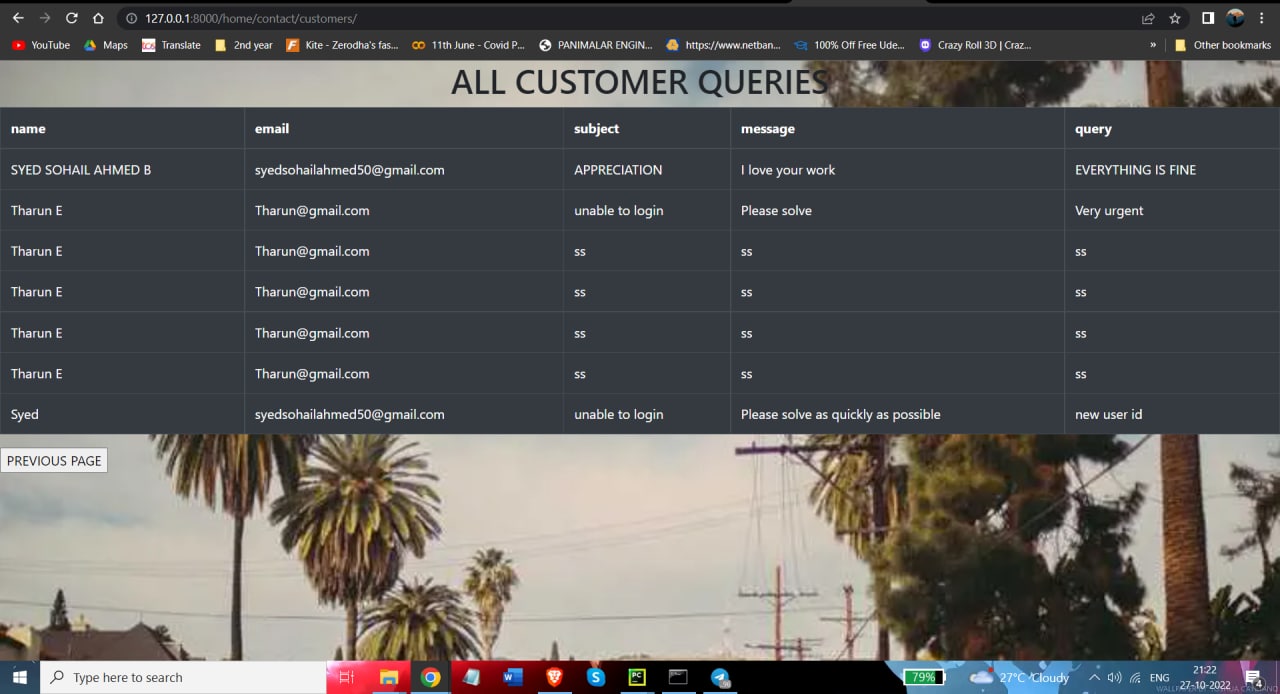 127.0.0.1:8000/home/contact/customers/
YouTube Maps Translate 2nd year Kite - Zerodha's fas... 11th June - Covid P... PANIMALAR ENGIN... https://www.netban... 100% Off Free Ude... Crazy Roll 3D | Craz... » Other bookmarks
ALL CUSTOMER QUERIES
name email subject message query
SYED SOHAIL AHMED B syedsohailahmed50@gmail.com APPRECIATION I love your work EVERYTHING IS FINE
Tharun E Tharun@gmail.com unable to login Please solve Very urgent
Tharun E Tharun@gmail.com ss ss ss
Tharun E Tharun@gmail.com ss ss ss
Tharun E Tharun@gmail.com ss ss ss
Tharun E Tharun@gmail.com ss ss ss
Syed syedsohailahmed50@gmail.com unable to login Please solve as quickly as possible new user id
PREVIOUS PAGE
Type here to search 79% 27°C Cloudy ENG 21:22
27-10-2022 4